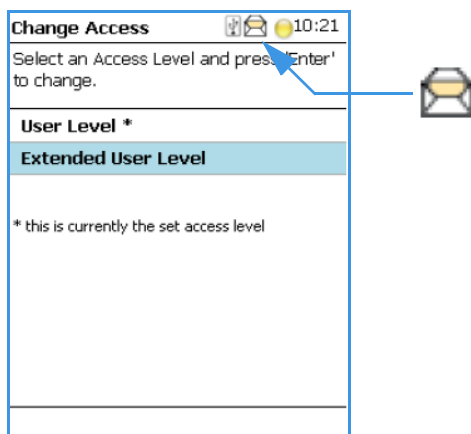 Change Access 10:21
Select an Access Level and press 'Enter'
to change.
User Level *
Extended User Level
* this is currently the set access level